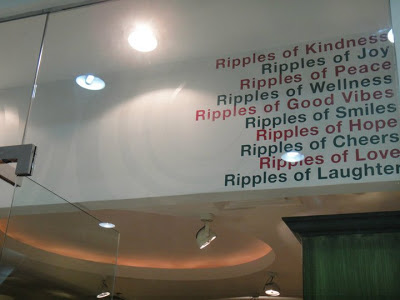 Ripples of Kindness
Ripples of Joy
Ripples of Peace
Ripples of Wellness
Ripples of Good Vibes
Ripples of Smiles
Ripples of Hope
Ripples of Cheers
Ripples of Love
Ripples of Laughter